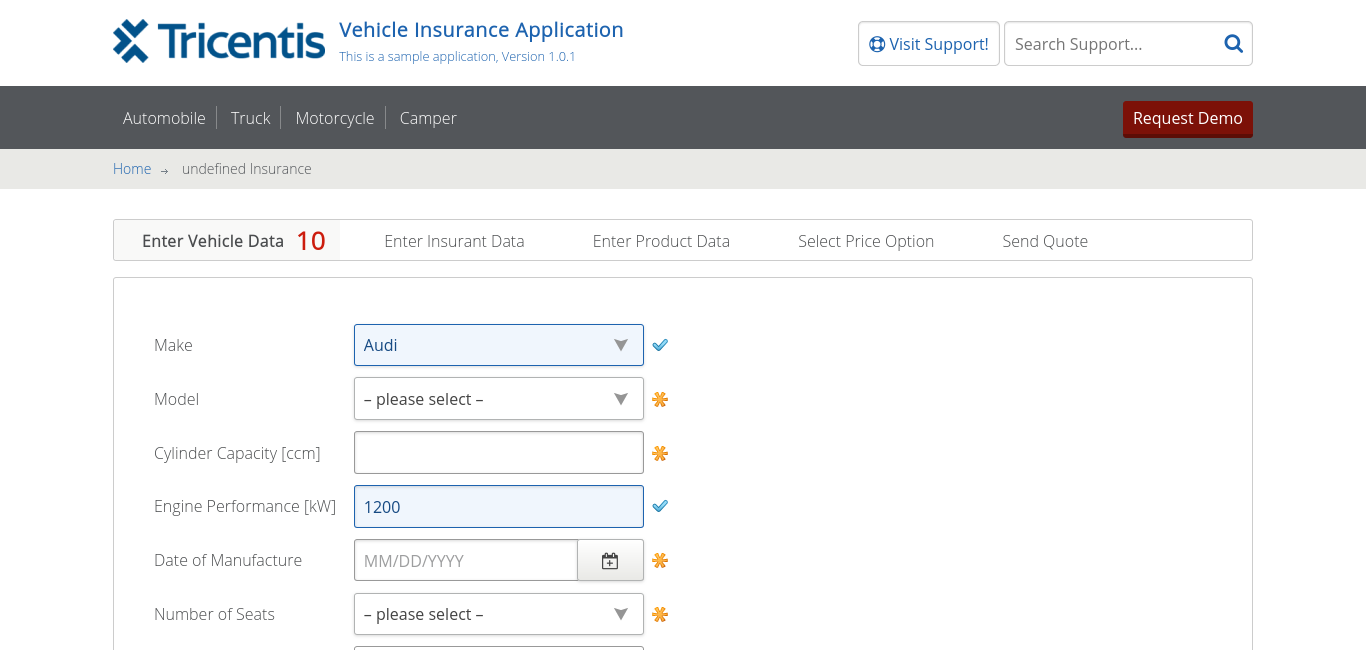 Tricentis
Vehicle Insurance Application
This is a sample application, Version 1.0.1
Visit Support!
Search Support...
Automobile
Truck
Motorcycle
Camper
Request Demo
Home → undefined Insurance
Enter Vehicle Data 10
Enter Insurant Data
Enter Product Data
Select Price Option
Send Quote
Make
Audi
Model
– please select –
Cylinder Capacity [ccm]
Engine Performance [kW]
1200
Date of Manufacture
MM/DD/YYYY
Number of Seats
– please select –